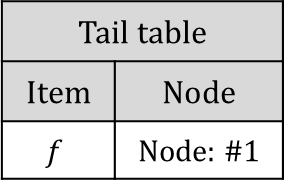 Tail table
Item Node
f Node: #1